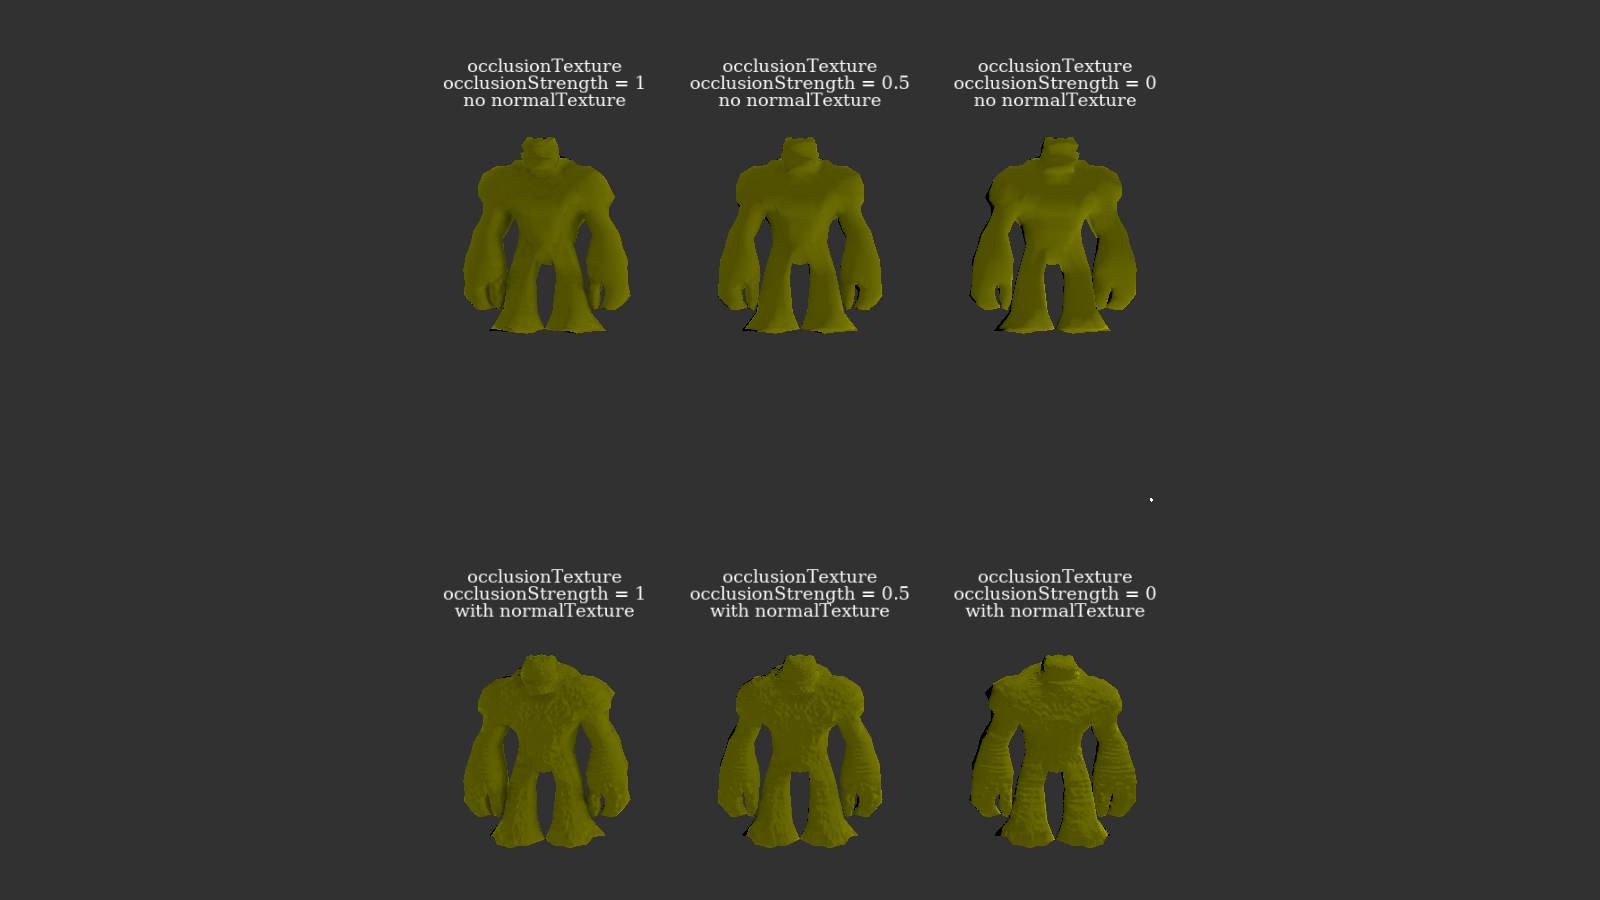 occlusionTexture
occlusionStrength = 1
no normalTexture
occlusionTexture
occlusionStrength = 0.5
no normalTexture
occlusionTexture
occlusionStrength = 0
no normalTexture
occlusionTexture
occlusionStrength = 1
with normalTexture
occlusionTexture
occlusionStrength = 0.5
with normalTexture
occlusionTexture
occlusionStrength = 0
with normalTexture